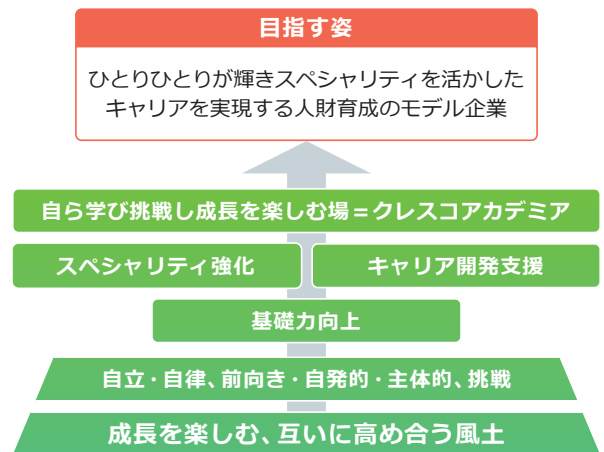 目指す姿
ひとりひとりが輝きスペシャリティを活かした
キャリアを実現する人財育成のモデル企業
自ら学び挑戦し成長を楽しむ場＝クレスコアカデミア
スペシャリティ強化
キャリア開発支援
基礎力向上
自立・自律、前向き・自発的・主体的、挑戦
成長を楽しむ、互いに高め合う風土